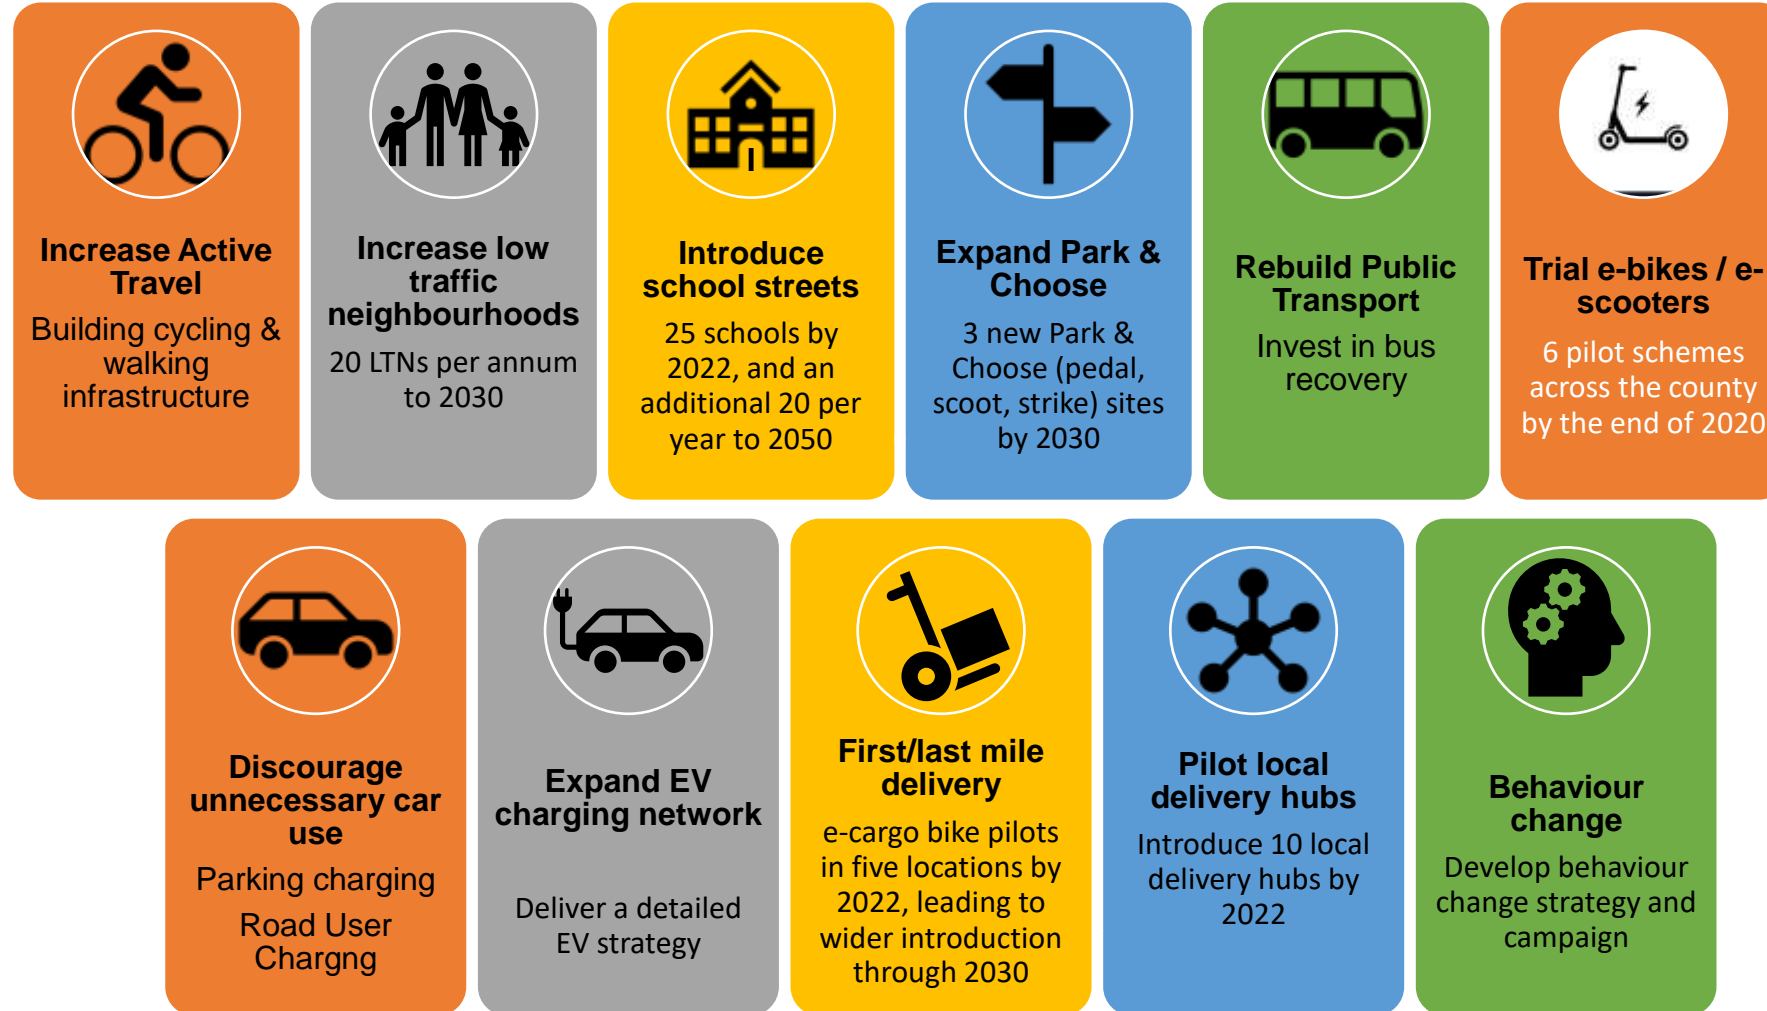 Increase Active
Travel
Building cycling &
walking
infrastructure
Increase low
traffic
neighbourhoods
20 LTNs per annum
to 2030
Introduce
school streets
25 schools by
2022, and an
additional 20 per
year to 2050
Expand Park &
Choose
3 new Park &
Choose (pedal,
scoot, strike) sites
by 2030
Rebuild Public
Transport
Invest in bus
recovery
Trial e-bikes / e-
scooters
6 pilot schemes
across the county
by the end of 2020
Discourage
unnecessary car
use
Parking charging
Road User
Chargng
Expand EV
charging network
Deliver a detailed
EV strategy
First/last mile
delivery
e-cargo bike pilots
in five locations by
2022, leading to
wider introduction
through 2030
Pilot local
delivery hubs
Introduce 10 local
delivery hubs by
2022
Behaviour
change
Develop behaviour
change strategy and
campaign